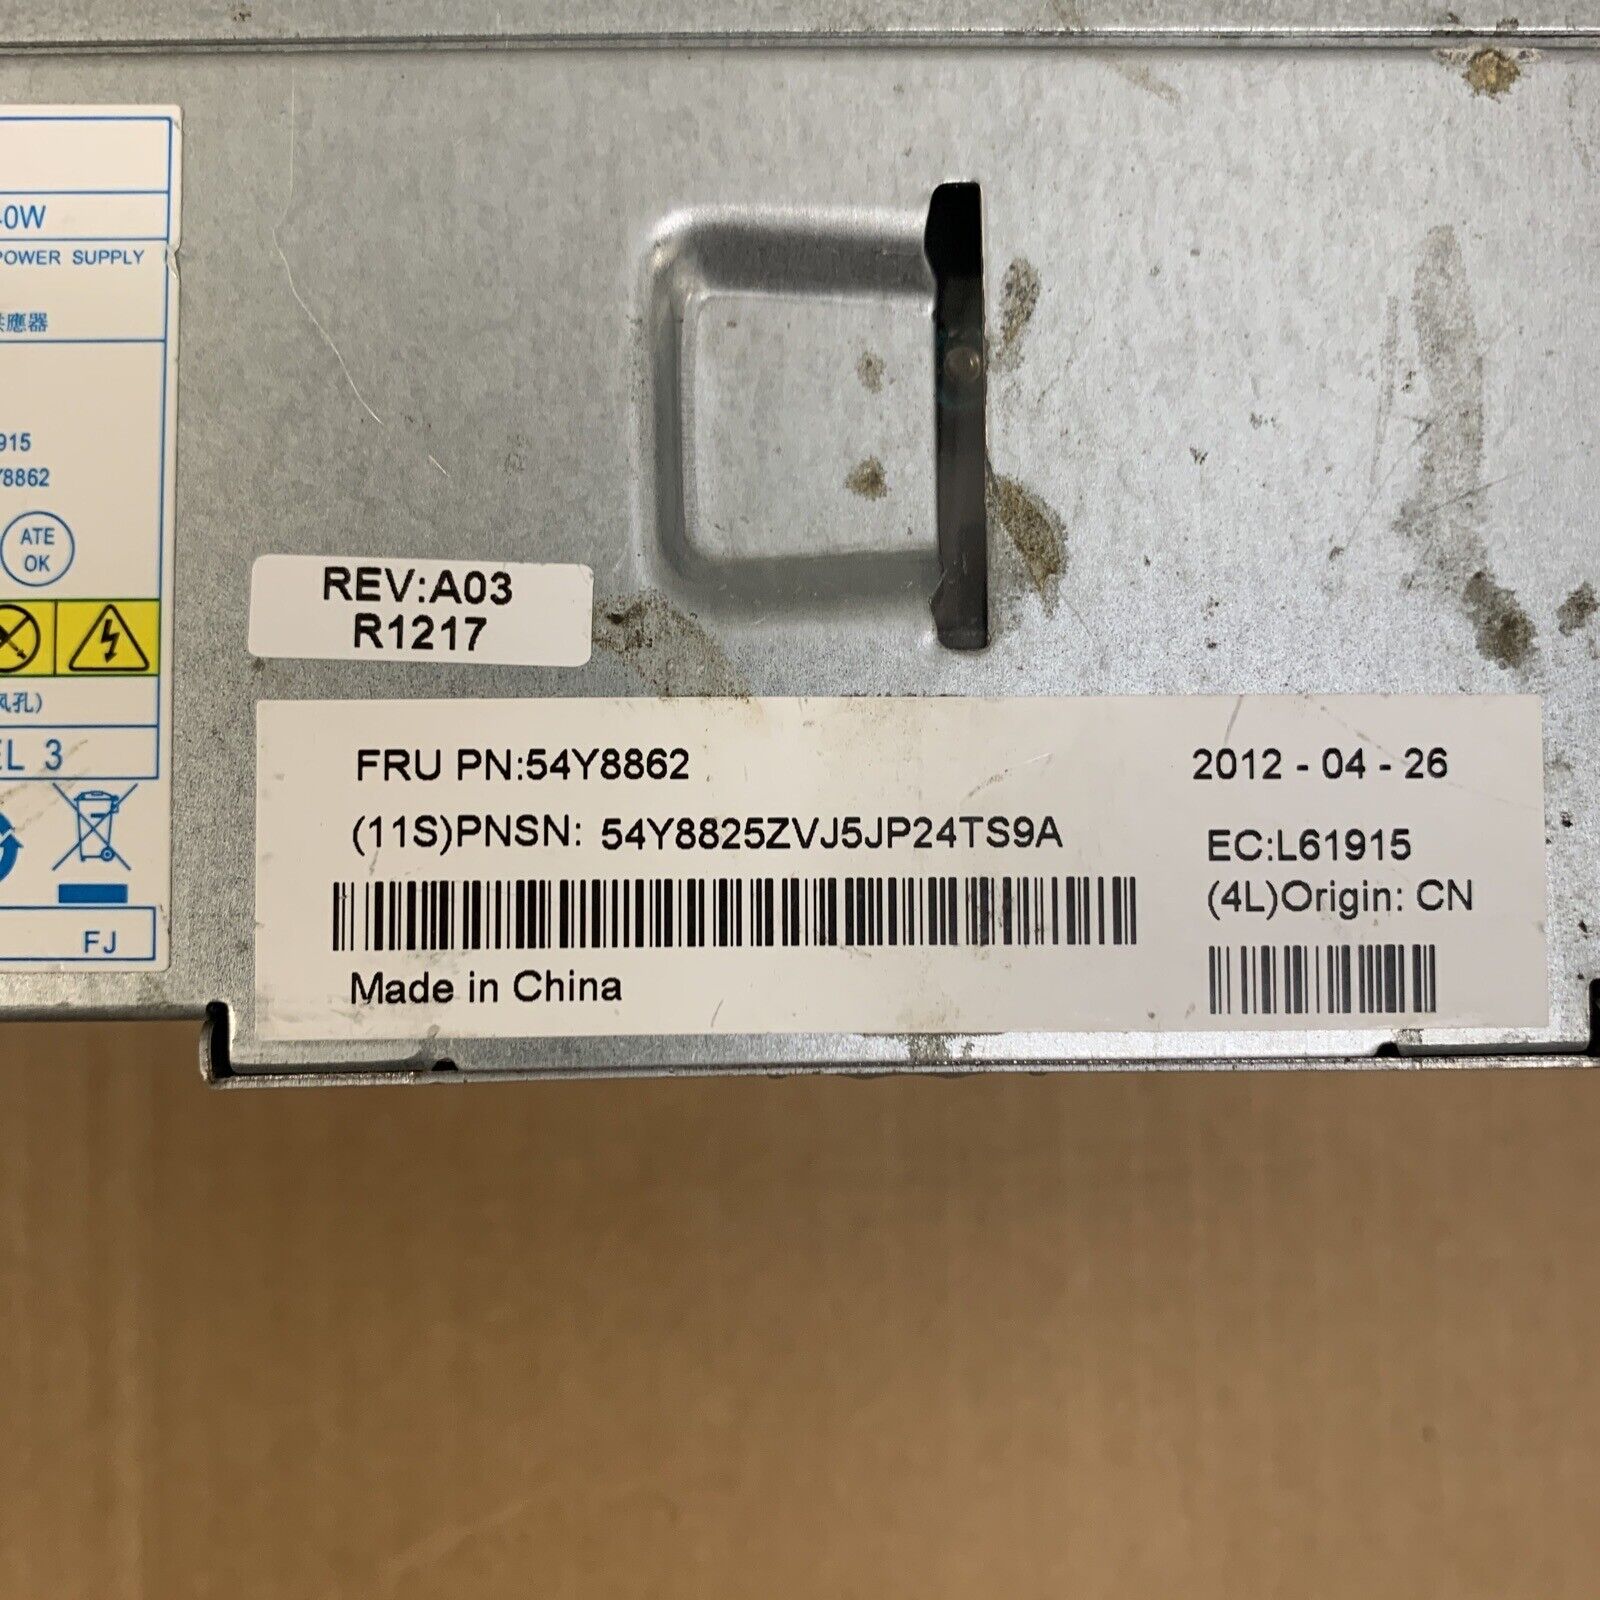 0W
POWER SUPPLY
應器
915
Y8862
ATE
OK
REV:A03
R1217
风孔)
EL 3
FJ
FRU PN:54Y8862
2012 - 04 - 26
(11S)PNSN: 54Y8825ZVJ5JP24TS9A
EC:L61915
(4L)Origin: CN
Made in China